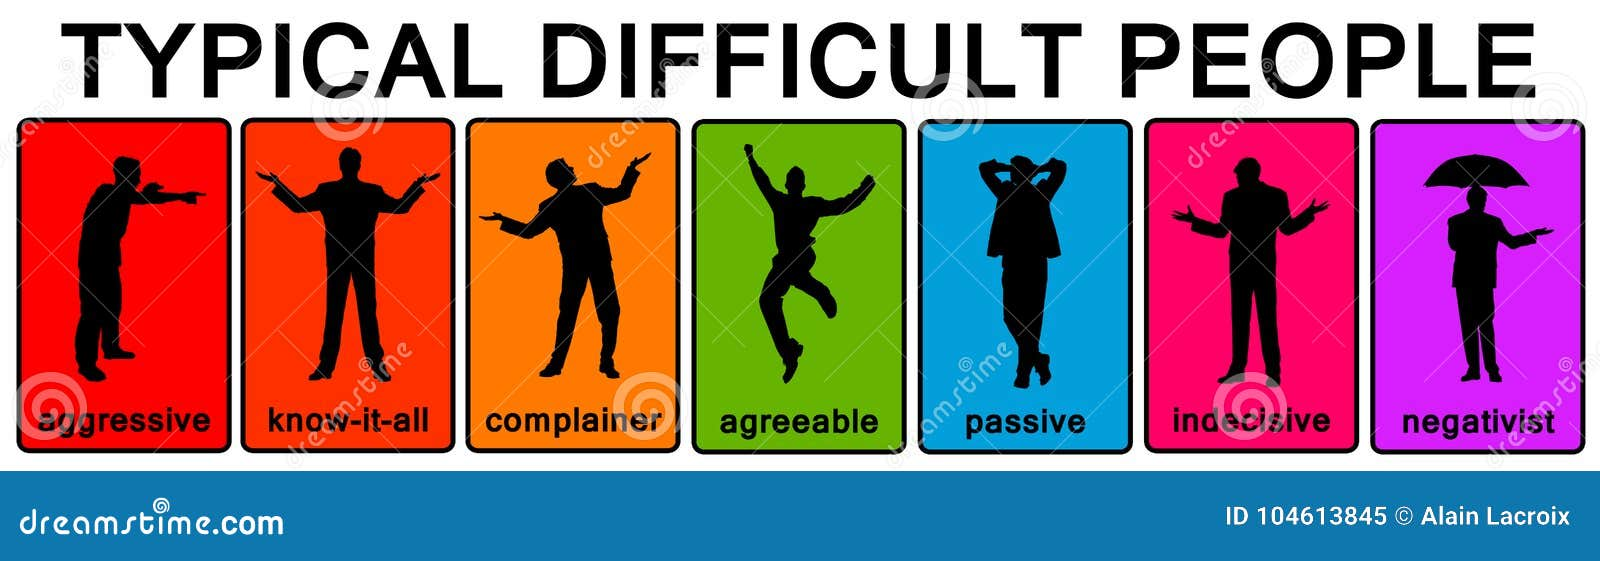 TYPICAL DIFFICULT PEOPLE
aggressive
know-it-all
complainer
agreeable
passive
indecisive
negativist
dreamstime.com
ID 104613845 © Alain Lacroix